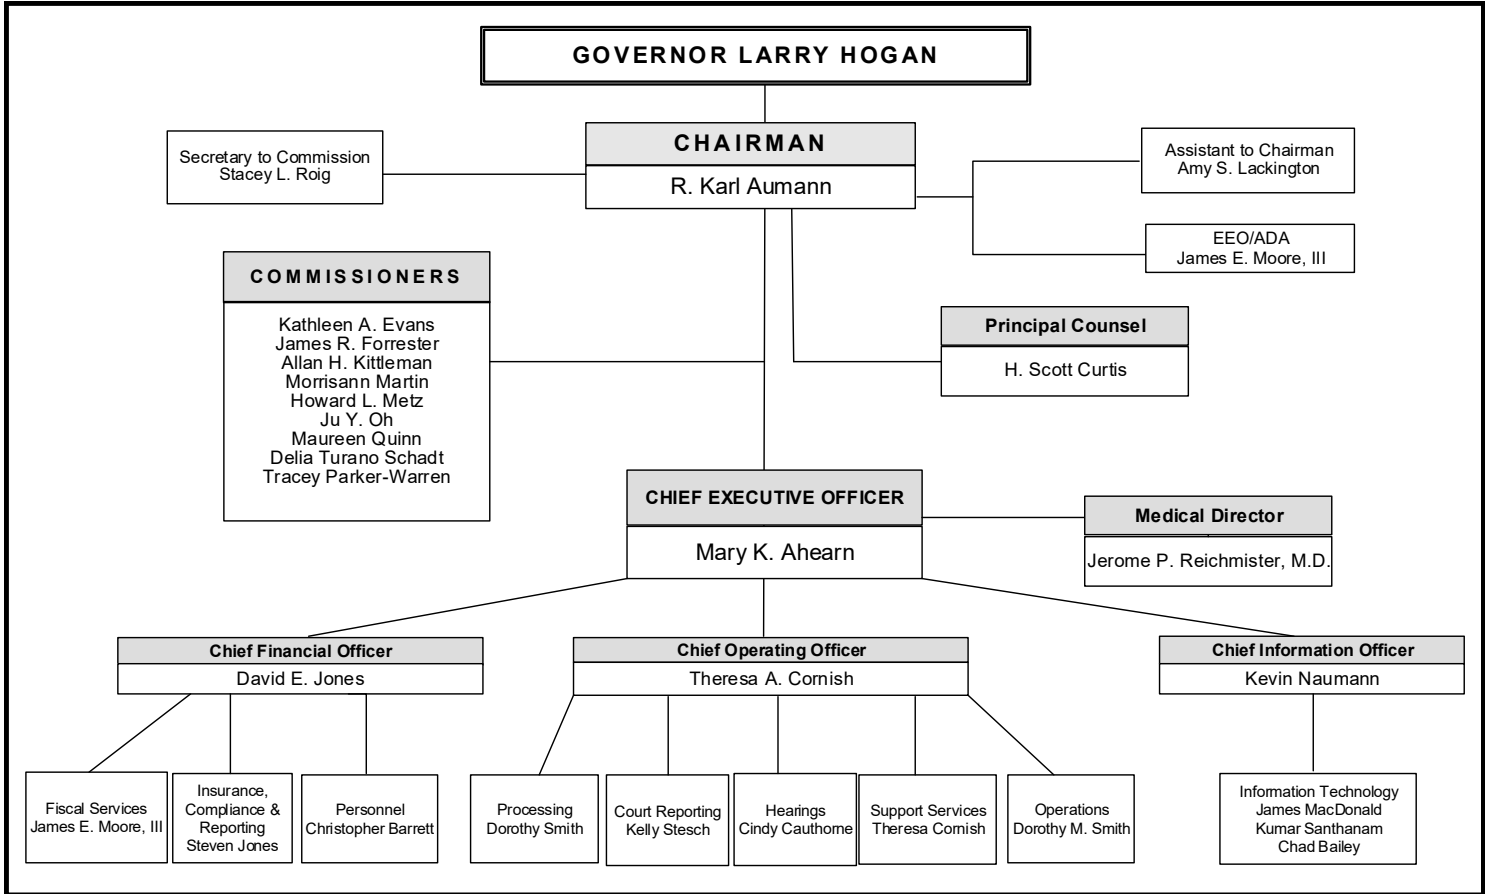 GOVERNOR LARRY HOGAN
CHAIRMAN
R. Karl Aumann
Secretary to Commission
Stacey L. Roig
Assistant to Chairman
Amy S. Lackington
EEO/ADA
James E. Moore, III
COMMISSIONERS
Kathleen A. Evans
James R. Forrester
Allan H. Kittleman
Morrisann Martin
Howard L. Metz
Ju Y. Oh
Maureen Quinn
Delia Turano Schadt
Tracey Parker-Warren
Principal Counsel
H. Scott Curtis
CHIEF EXECUTIVE OFFICER
Mary K. Ahearn
Medical Director
Jerome P. Reichmister, M.D.
Chief Financial Officer
David E. Jones
Chief Operating Officer
Theresa A. Cornish
Chief Information Officer
Kevin Naumann
Fiscal Services
James E. Moore, III
Insurance,
Compliance &
Reporting
Steven Jones
Personnel
Christopher Barrett
Processing
Dorothy Smith
Court Reporting
Kelly Stesch
Hearings
Cindy Cauthorne
Support Services
Theresa Cornish
Operations
Dorothy M. Smith
Information Technology
James MacDonald
Kumar Santhanam
Chad Bailey